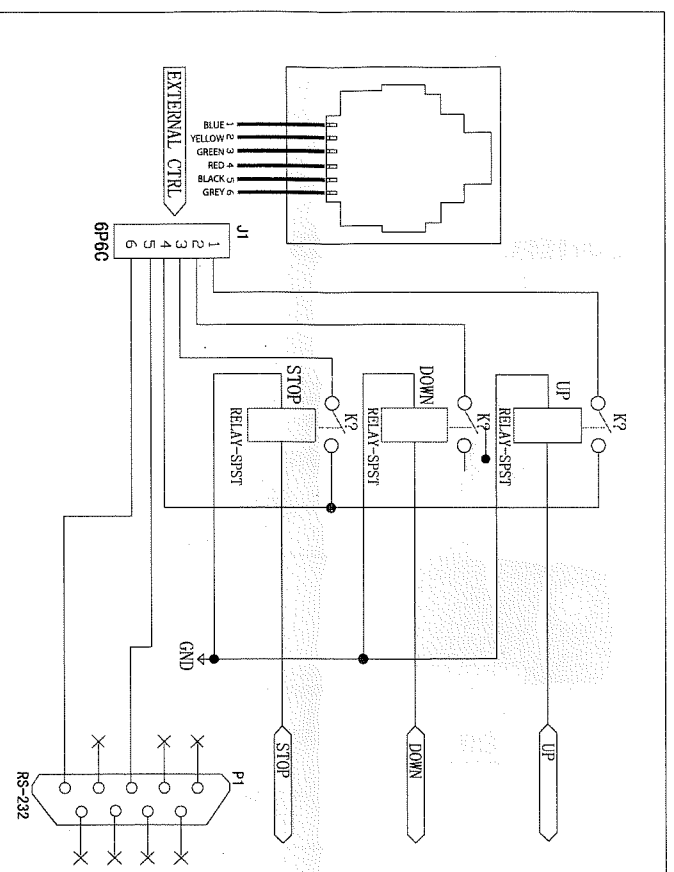 EXTERNAL CTRL
BLUE 1
YELLOW 2
GREEN 3
RED 4
BLACK 5
GREY 6
J1
6P6C
6 5 4 3 2 1
UP
K?
RELAY-SPST
DOWN
K?
RELAY-SPST
STOP
K?
RELAY-SPST
GND
UP
DOWN
STOP
P1
RS-232